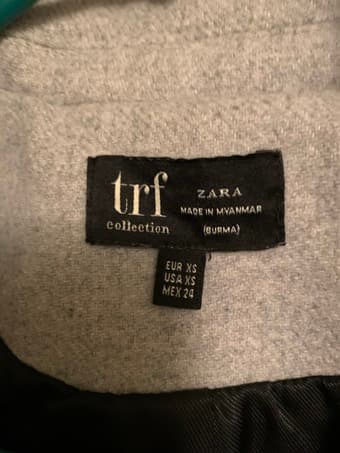 trf
collection
ZARA
MADE IN MYANMAR
(BURMA)
EUR XS
USA XS
MEX 24